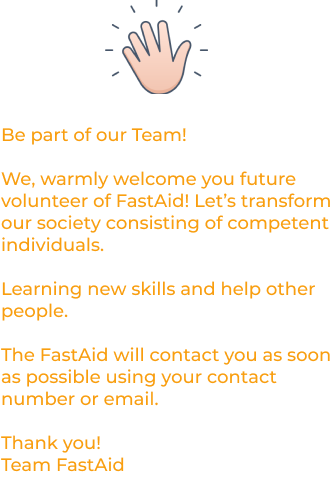 Be part of our Team!
We, warmly welcome you future
volunteer of FastAid! Let's transform
our society consisting of competent
individuals.
Learning new skills and help other
people.
The FastAid will contact you as soon
as possible using your contact
number or email.
Thank you!
Team FastAid